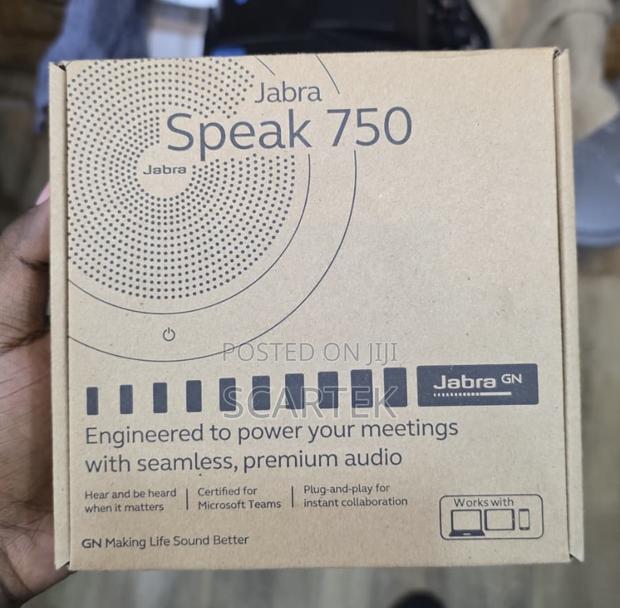 Jabra
Speak 750
Jabra
POSTED ON JIJI
SCARTEK
Jabra GN
Engineered to power your meetings
with seamless, premium audio
Hear and be heard
when it matters
Certified for
Microsoft Teams
Plug-and-play for
instant collaboration
Works with
GN Making Life Sound Better